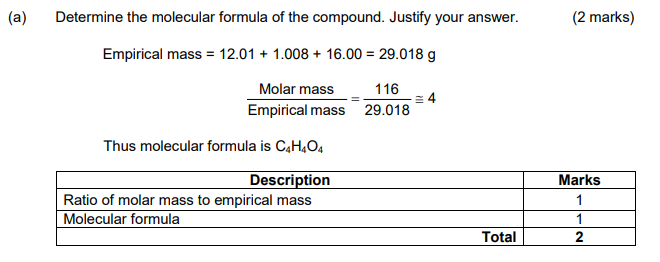 (a) Determine the molecular formula of the compound. Justify your answer. (2 marks)
Empirical mass = 12.01 + 1.008 + 16.00 = 29.018 g
Molar mass / Empirical mass = 116 / 29.018 ≅ 4
Thus molecular formula is C₄H₄O₄
Description Marks
Ratio of molar mass to empirical mass 1
Molecular formula 1
Total 2